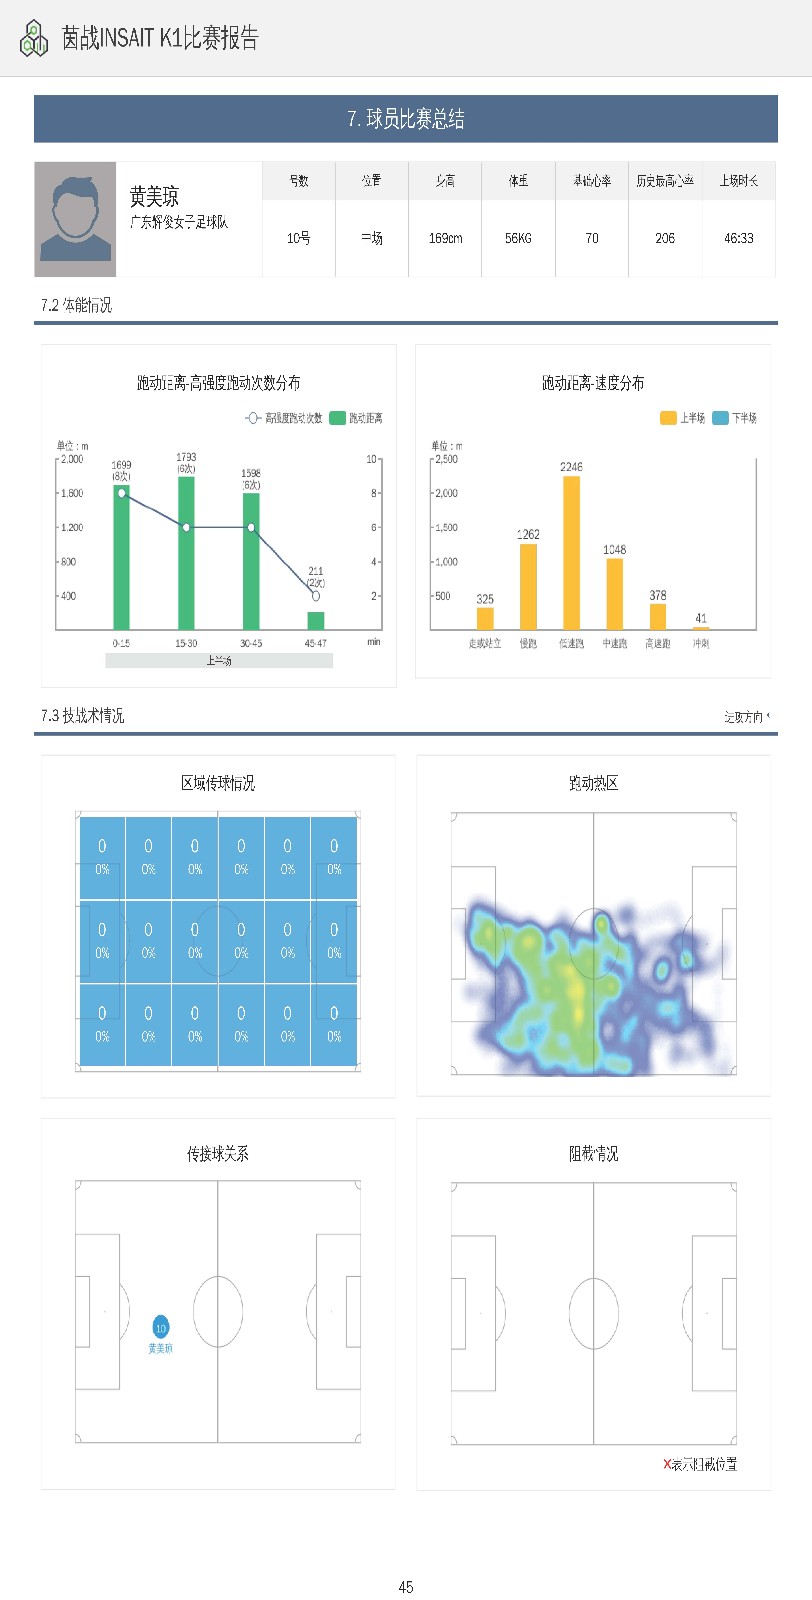 茵战INSAIT K1比赛报告
7. 球员比赛总结
黄美琼
广东辉俊女子足球队
号数 位置 身高 体重 基础心率 历史最高心率 上场时长
10号 中场 169cm 56KG 70 206 46:33
7.2 体能情况
跑动距离-高强度跑动次数分布
高强度跑动次数 跑动距离
单位：m
2,000
1,600
1,200
800
400
1699
(8次)
1793
(6次)
1598
(6次)
211
(2次)
10
8
6
4
2
0-15 15-30 30-45 45-47 min
上半场
跑动距离-速度分布
上半场 下半场
单位：m
2,500
2,000
1,500
1,000
500
325 1262 2246 1048 378 41
走或站立 慢跑 低速跑 中速跑 高速跑 冲刺
7.3 技战术情况
进攻方向
区域传球情况
0 0 0 0 0 0
0% 0% 0% 0% 0% 0%
0 0 0 0 0 0
0% 0% 0% 0% 0% 0%
0 0 0 0 0 0
0% 0% 0% 0% 0% 0%
跑动热区
传接球关系
10
黄美琼
阻截情况
X表示阻截位置
45